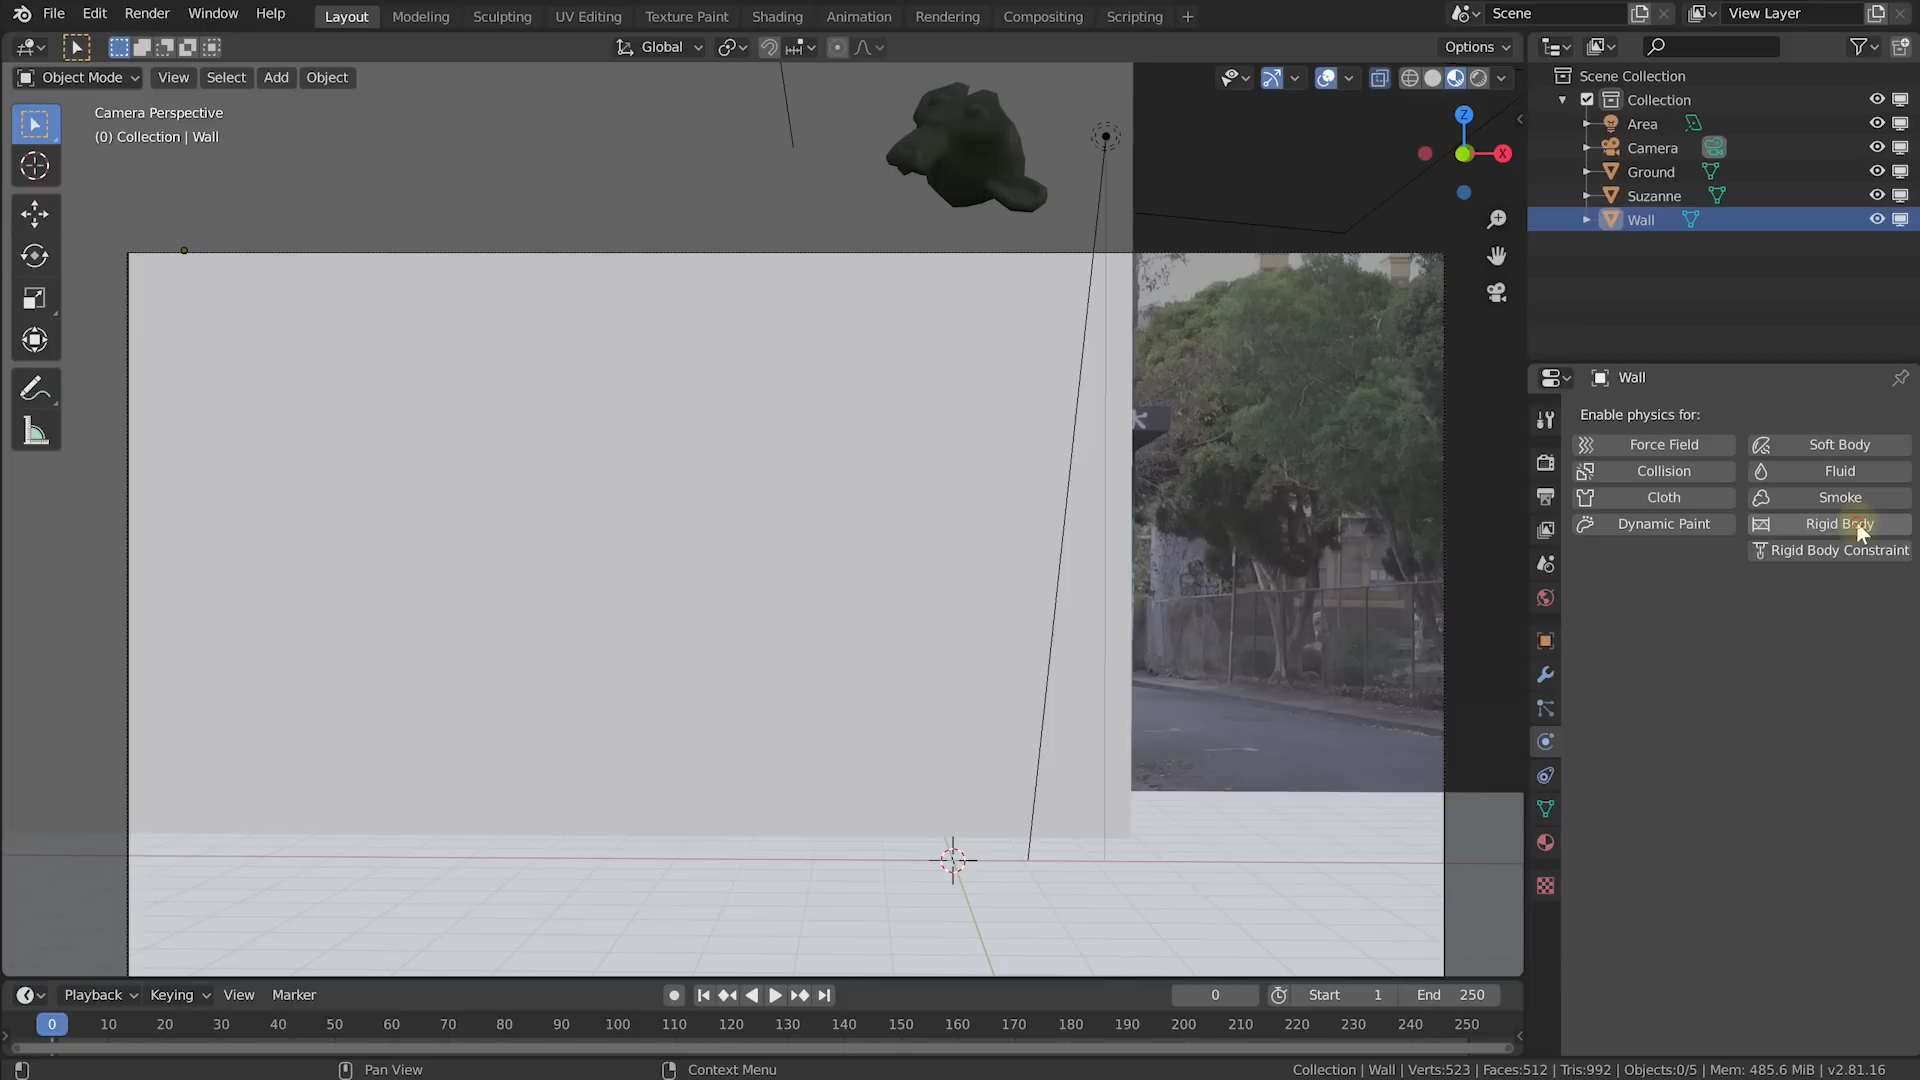 File Edit Render Window Help Layout Modeling Sculpting UV Editing Texture Paint Shading Animation Rendering Compositing Scripting + Scene View Layer
Global Options
Object Mode View Select Add Object
Camera Perspective
(0) Collection | Wall
Z
X
Scene Collection
Collection
Area
Camera
Ground
Suzanne
Wall
Wall
Enable physics for:
Force Field Soft Body
Collision Fluid
Cloth Smoke
Dynamic Paint Rigid Body
Rigid Body Constraint
Playback Keying View Marker 0 Start 1 End 250
0 10 20 30 40 50 60 70 80 90 100 110 120 130 140 150 160 170 180 190 200 210 220 230 240 250
Pan View Context Menu Collection | Wall | Verts:523 | Faces:512 | Tris:992 | Objects:0/5 | Mem: 485.6 MiB | v2.81.16